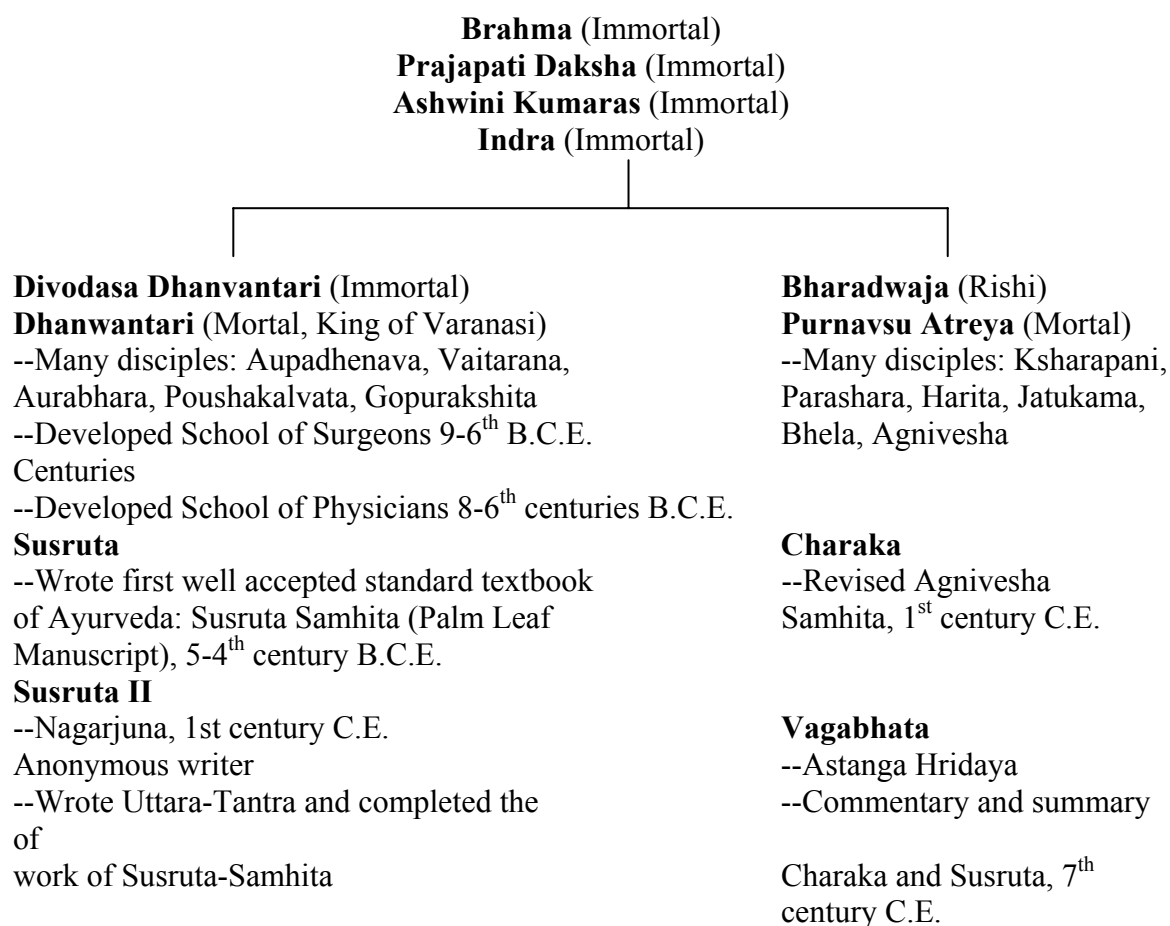 Brahma (Immortal)
Prajapati Daksha (Immortal)
Ashwini Kumaras (Immortal)
Indra (Immortal)
Divodasa Dhanvantari (Immortal)
Dhanwantari (Mortal, King of Varanasi)
--Many disciples: Aupadhenava, Vaitarana,
Aurabhara, Poushakalvata, Gopurakshita
--Developed School of Surgeons 9-6th B.C.E.
Centuries
--Developed School of Physicians 8-6th centuries B.C.E.
Susruta
--Wrote first well accepted standard textbook
of Ayurveda: Susruta Samhita (Palm Leaf
Manuscript), 5-4th century B.C.E.
Susruta II
--Nagarjuna, 1st century C.E.
Anonymous writer
--Wrote Uttara-Tantra and completed the
of
work of Susruta-Samhita
Bharadwaja (Rishi)
Purnavsu Atreya (Mortal)
--Many disciples: Ksharapani,
Parashara, Harita, Jatukama,
Bhela, Agnivesha
Charaka
--Revised Agnivesha
Samhita, 1st century C.E.
Vagabhata
--Astanga Hridaya
--Commentary and summary
Charaka and Susruta, 7th
century C.E.